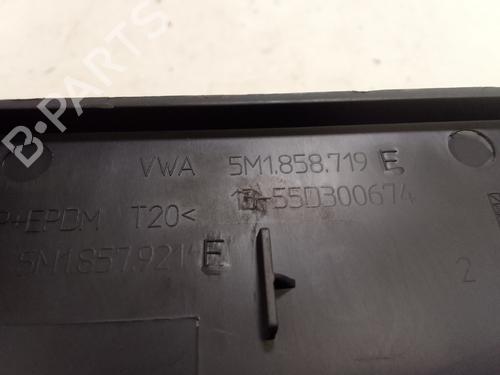 B-PARTS
VWA 5M1.858.719 E
P+EPDM T20< 55D300674
5M1.857.921 E
2